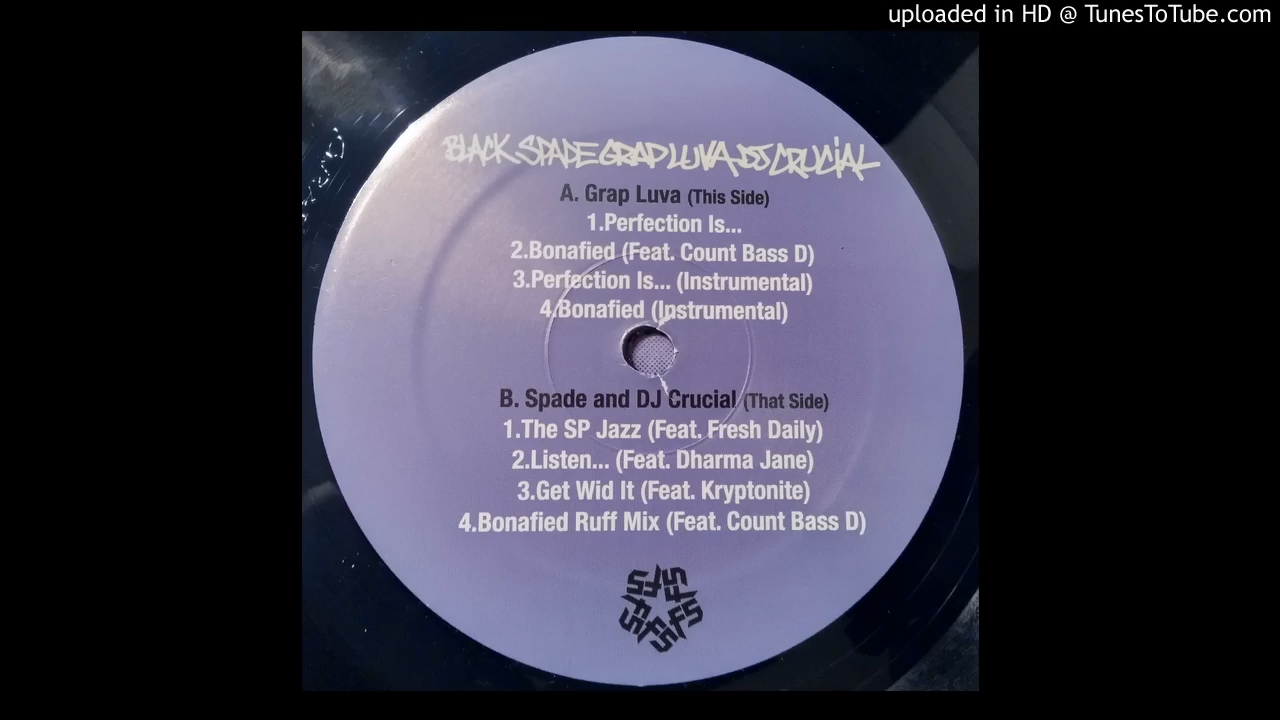 uploaded in HD @ TunesToTube.com
BLACK SPADE GRAP LUVA DJ CRUCIAL
A. Grap Luva (This Side)
1.Perfection Is...
2.Bonafied (Feat. Count Bass D)
3.Perfection Is... (Instrumental)
4.Bonafied (Instrumental)
B. Spade and DJ Crucial (That Side)
1.The SP Jazz (Feat. Fresh Daily)
2.Listen... (Feat. Dharma Jane)
3.Get Wid It (Feat. Kryptonite)
4.Bonafied Ruff Mix (Feat. Count Bass D)